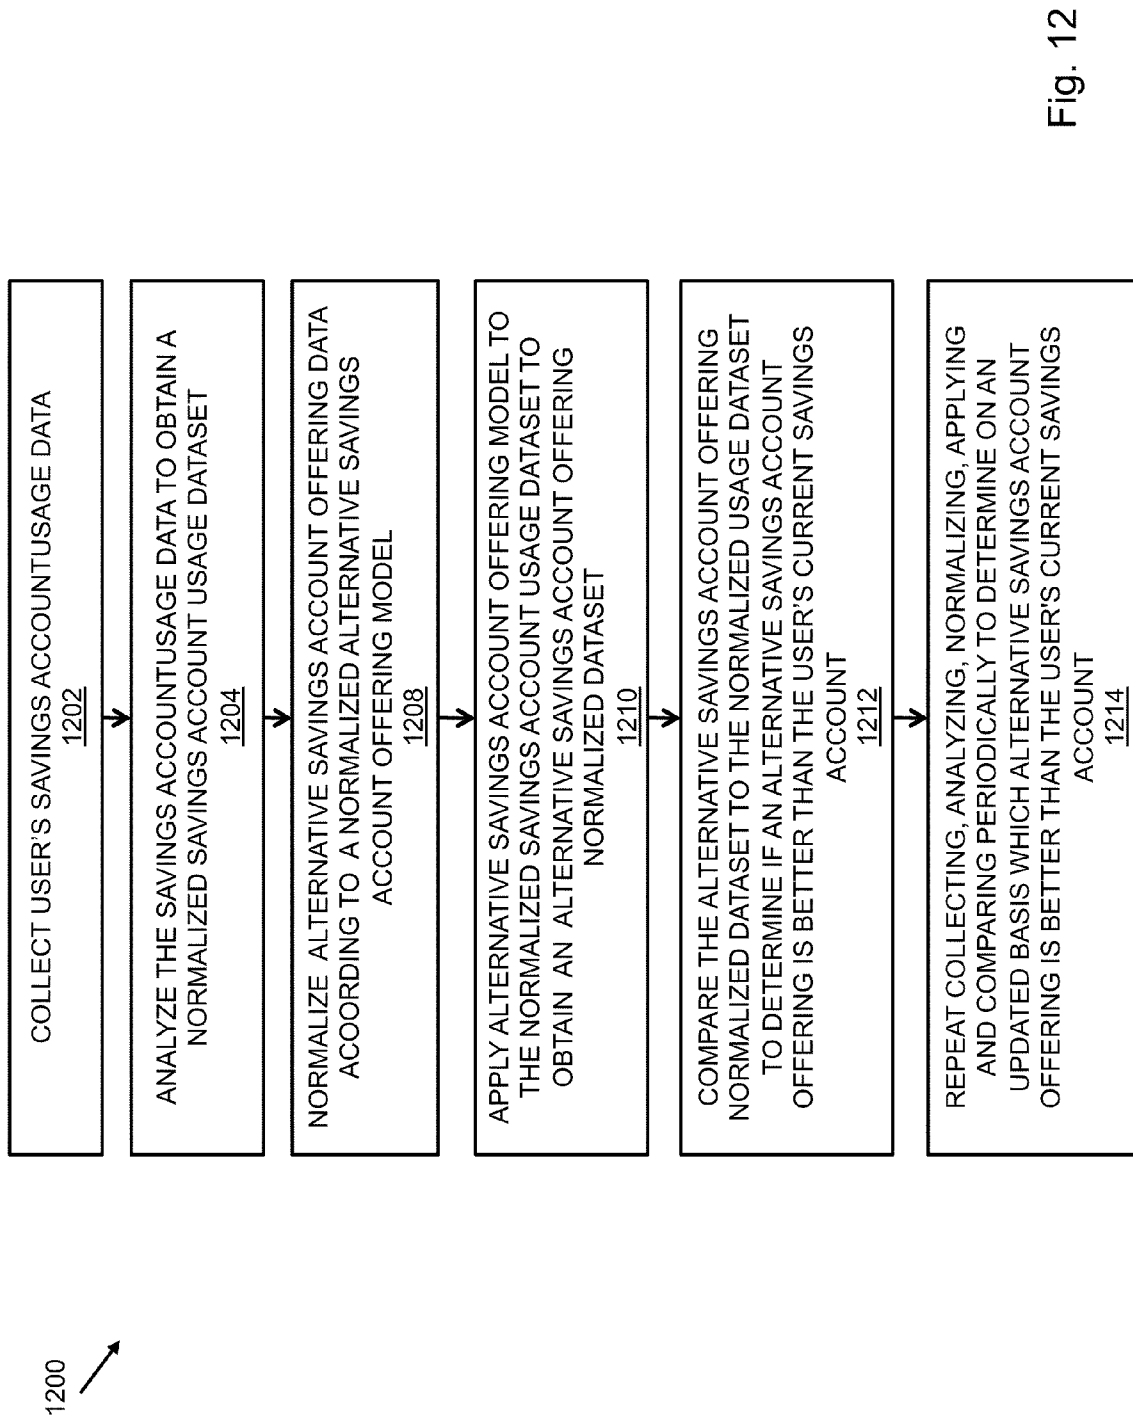 1200
COLLECT USER'S SAVINGS ACCOUNTUSAGE DATA
1202
ANALYZE THE SAVINGS ACCOUNTUSAGE DATA TO OBTAIN A
NORMALIZED SAVINGS ACCOUNT USAGE DATASET
1204
NORMALIZE ALTERNATIVE SAVINGS ACCOUNT OFFERING DATA
ACOORDING TO A NORMALIZED ALTERNATIVE SAVINGS
ACCOUNT OFFERING MODEL
1208
APPLY ALTERNATIVE SAVINGS ACCOUNT OFFERING MODEL TO
THE NORMALIZED SAVINGS ACCOUNT USAGE DATASET TO
OBTAIN AN ALTERNATIVE SAVINGS ACCOUNT OFFERING
NORMALIZED DATASET
1210
COMPARE THE ALTERNATIVE SAVINGS ACCOUNT OFFERING
NORMALIZED DATASET TO THE NORMALIZED USAGE DATASET
TO DETERMINE IF AN ALTERNATIVE SAVINGS ACCOUNT
OFFERING IS BETTER THAN THE USER'S CURRENT SAVINGS
ACCOUNT
1212
REPEAT COLLECTING, ANALYZING, NORMALIZING, APPLYING
AND COMPARING PERIODICALLY TO DETERMINE ON AN
UPDATED BASIS WHICH ALTERNATIVE SAVINGS ACCOUNT
OFFERING IS BETTER THAN THE USER'S CURRENT SAVINGS
ACCOUNT
1214
Fig. 12